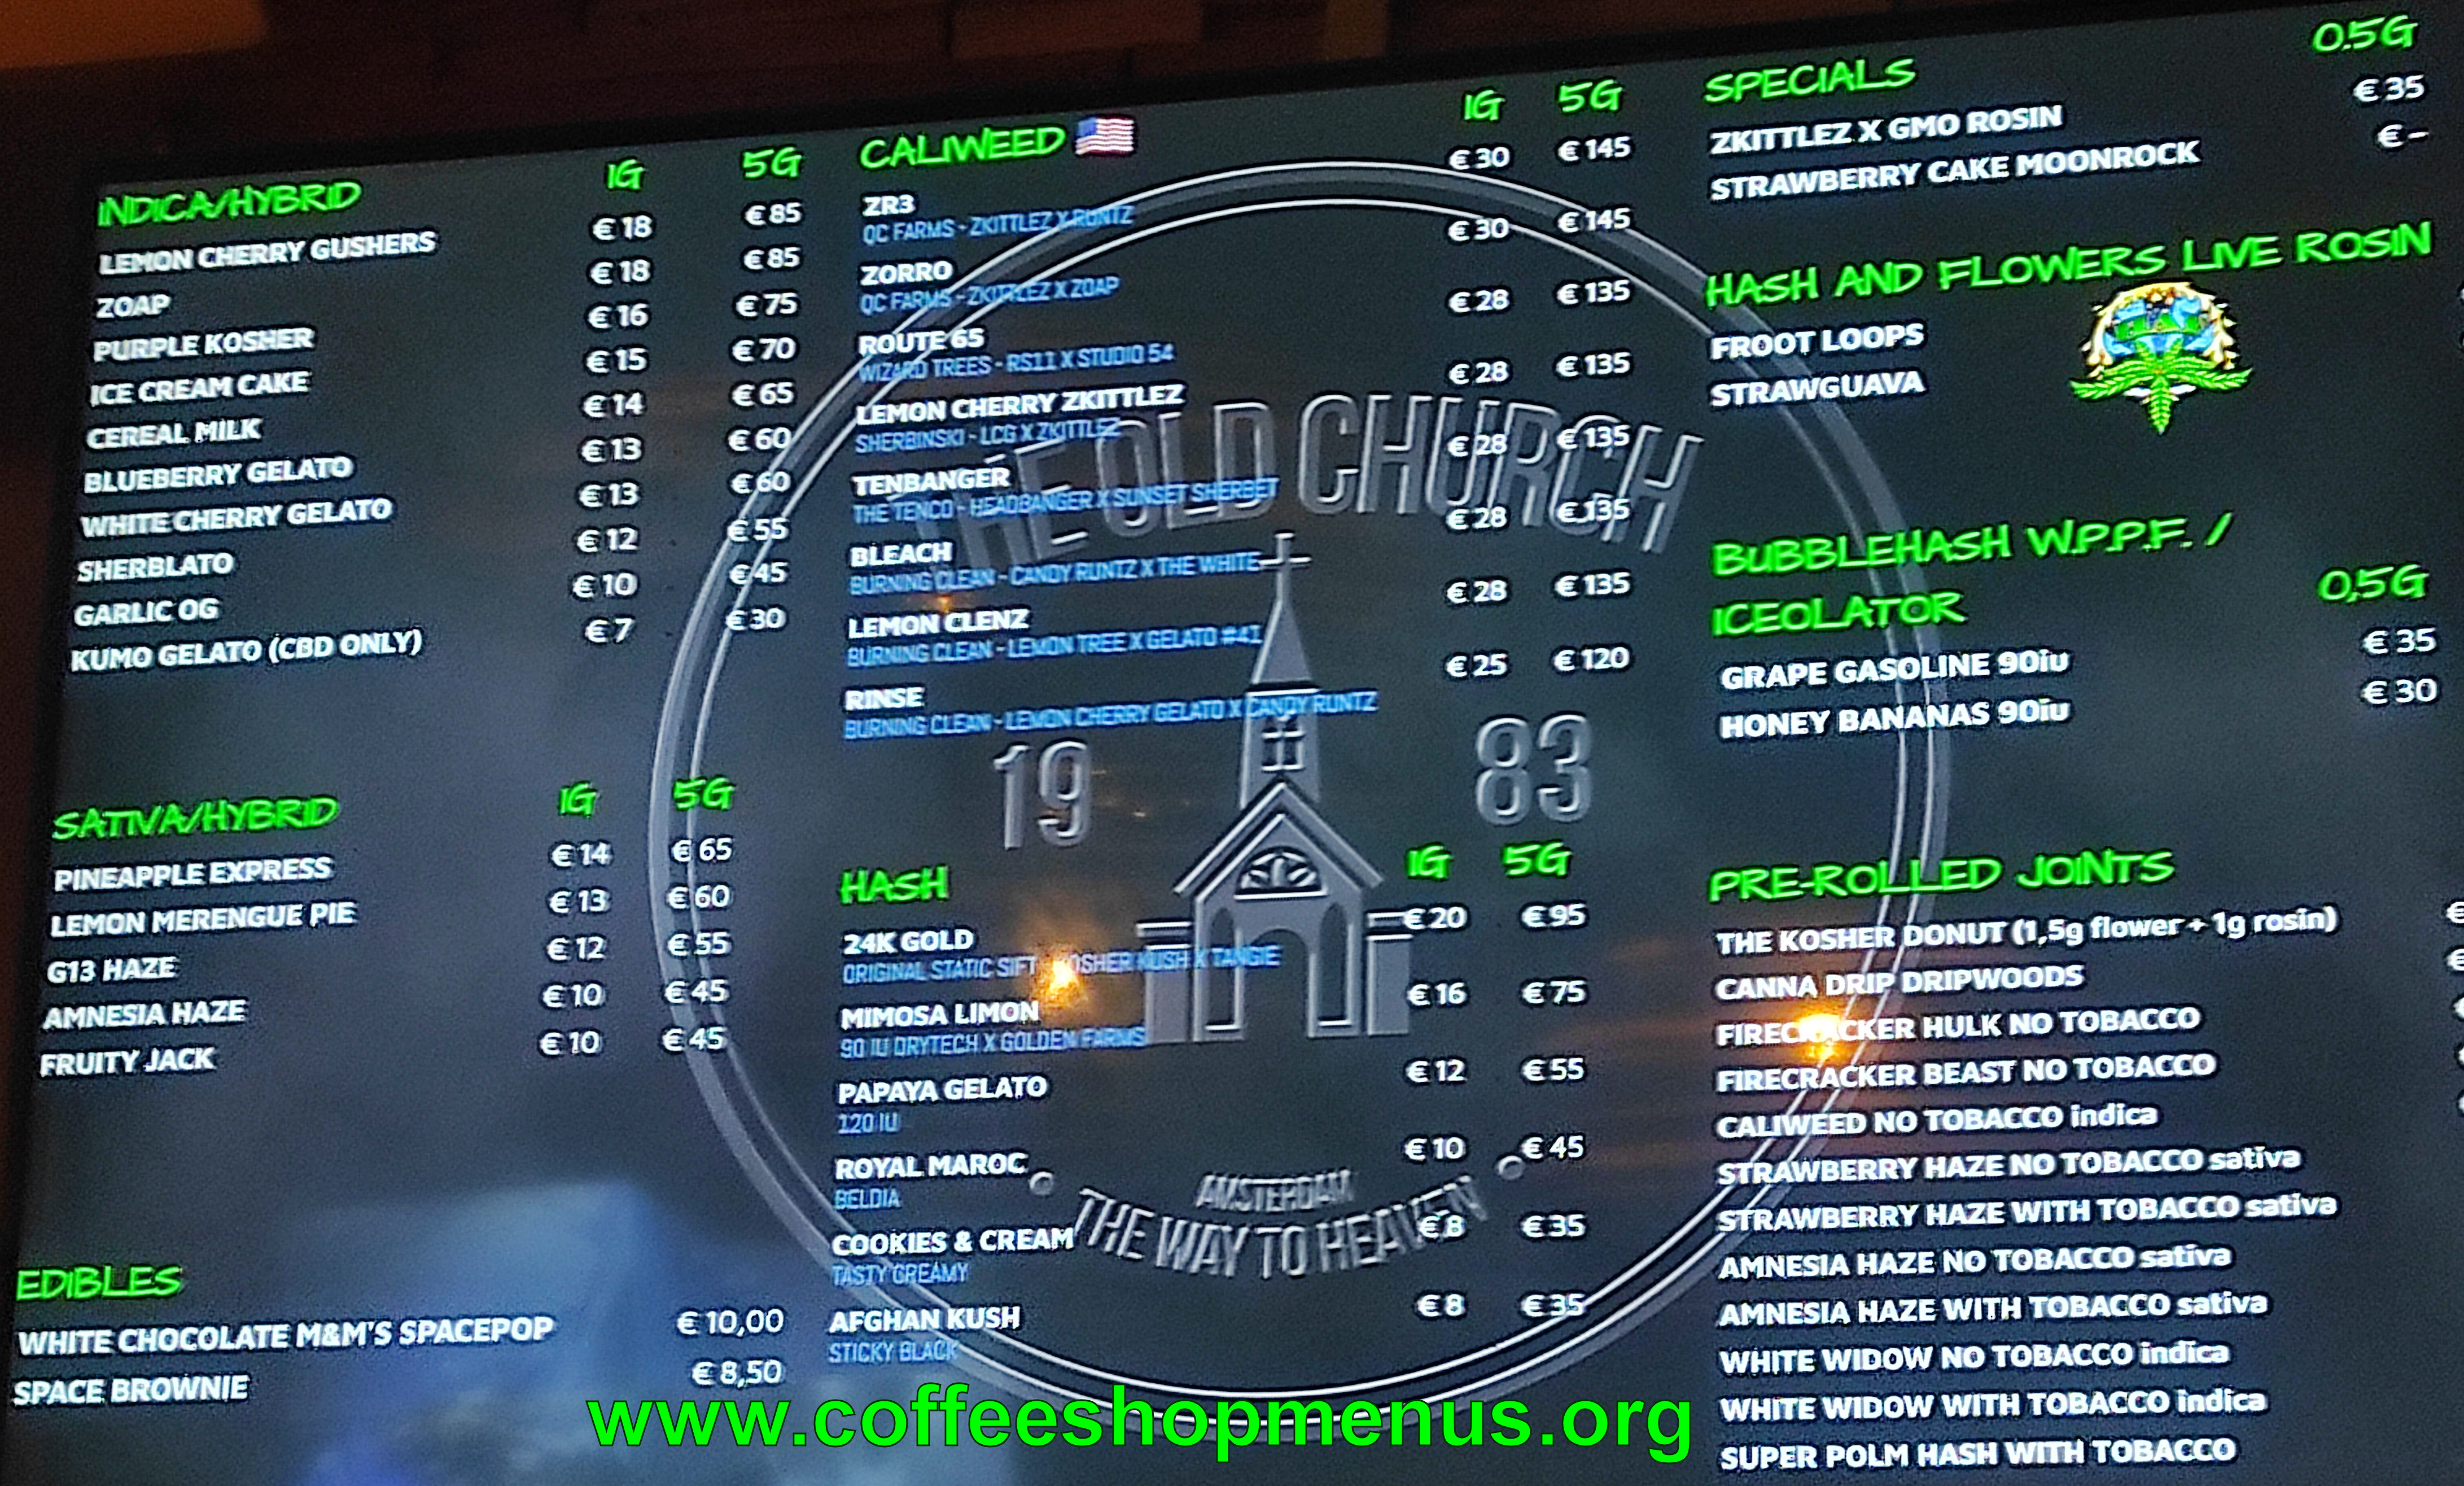 INDICA/HYBRID 1G 5G
LEMON CHERRY GUSHERS €18 €85
ZOAP €18 €85
PURPLE KOSHER €16 €75
ICE CREAM CAKE €15 €70
CEREAL MILK €14 €65
BLUEBERRY GELATO €13 €60
WHITE CHERRY GELATO €13 €60
SHERBLATO €12 €55
GARLIC OG €10 €45
KUMO GELATO (CBD ONLY) €7 €30
SATIVA/HYBRID 1G 5G
PINEAPPLE EXPRESS €14 €65
LEMON MERENGUE PIE €13 €60
G13 HAZE €12 €55
AMNESIA HAZE €10 €45
FRUITY JACK €10 €45
EDIBLES
WHITE CHOCOLATE M&M'S SPACEPOP €10,00
SPACE BROWNIE €8,50
CALIWEED 1G 5G
ZR3 €30 €145
QC FARMS - ZKITTLEZ X RUNTZ
ZORRO €30 €145
QC FARMS - ZKITTLEZ X ZOAP
ROUTE 65 €28 €135
WIZARD TREES - RS11 X STUDIO 54
LEMON CHERRY ZKITTLEZ €28 €135
SHERBINSKI - LCG X ZKITTLEZ
TENBANGER €28 €135
THE TENCO - HEADBANGER X SUNSET SHERBET
BLEACH €28 €135
BURNING CLEAN - CANDY RUNTZ X THE WHITE
LEMON CLENZ €28 €135
BURNING CLEAN - LEMON TREE X GELATO #41
RINSE €25 €120
BURNING CLEAN - LEMON CHERRY GELATO X CANDY RUNTZ
THE OLD CHURCH
19 83
AMSTERDAM
THE WAY TO HEAVEN
HASH 1G 5G
24K GOLD €20 €95
ORIGINAL STATIC SIFT KOSHER KUSH X TANGIE
MIMOSA LIMON €16 €75
90 IU DRYTECH X GOLDEN FARMS
PAPAYA GELATO €12 €55
120 IU
ROYAL MAROC €10 €45
BELDIA
COOKIES & CREAM €8 €35
TASTY CREAMY
AFGHAN KUSH €8 €35
STICKY BLACK
SPECIALS 0.5G
ZKITTLEZ X GMO ROSIN €35
STRAWBERRY CAKE MOONROCK €-
HASH AND FLOWERS LIVE ROSIN
FROOT LOOPS
STRAWGUAVA
BUBBLEHASH W.P.P.F. /
ICEOLATOR 0,5G
GRAPE GASOLINE 90iu €35
HONEY BANANAS 90iu €30
PRE-ROLLED JOINTS
THE KOSHER DONUT (1,5g flower + 1g rosin) €
CANNA DRIP DRIPWOODS €
FIRECRACKER HULK NO TOBACCO
FIRECRACKER BEAST NO TOBACCO
CALIWEED NO TOBACCO indica
STRAWBERRY HAZE NO TOBACCO sativa
STRAWBERRY HAZE WITH TOBACCO sativa
AMNESIA HAZE NO TOBACCO sativa
AMNESIA HAZE WITH TOBACCO sativa
WHITE WIDOW NO TOBACCO indica
WHITE WIDOW WITH TOBACCO indica
SUPER POLM HASH WITH TOBACCO
www.coffeeshopmenus.org